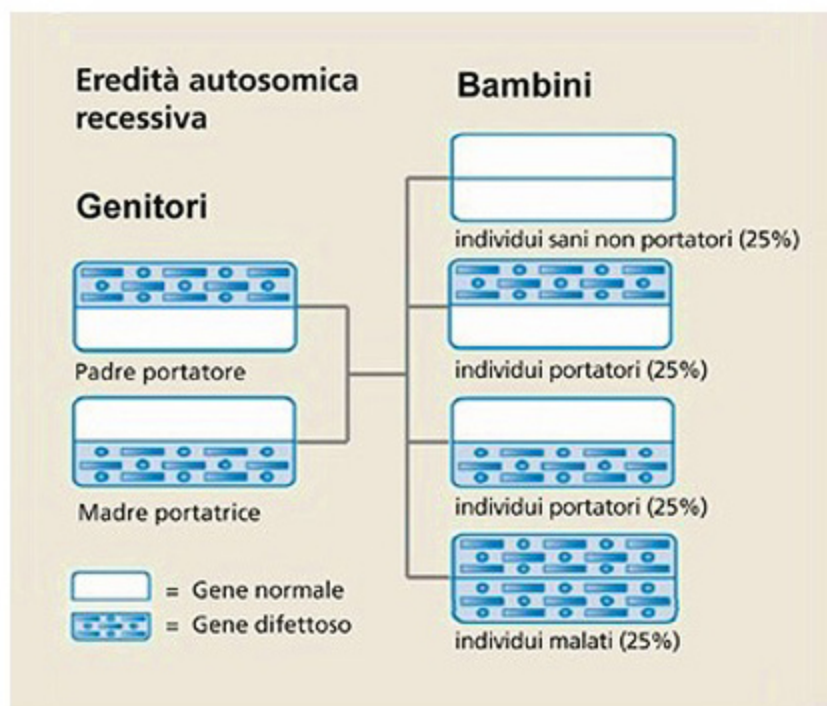 Eredità autosomica
recessiva
Genitori
Padre portatore
Madre portatrice
= Gene normale
= Gene difettoso
Bambini
individui sani non portatori (25%)
individui portatori (25%)
individui portatori (25%)
individui malati (25%)